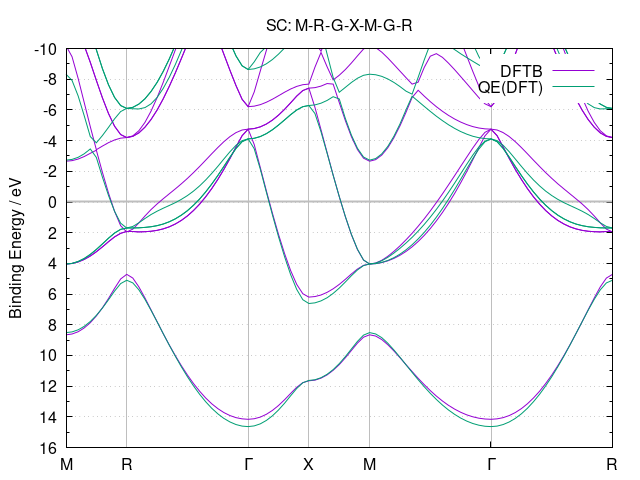 SC: M-R-G-X-M-G-R
-10
-8
-6
-4
-2
0
2
4
6
8
10
12
14
16
Binding Energy / eV
DFTB
QE(DFT)
M R Γ X M Γ R